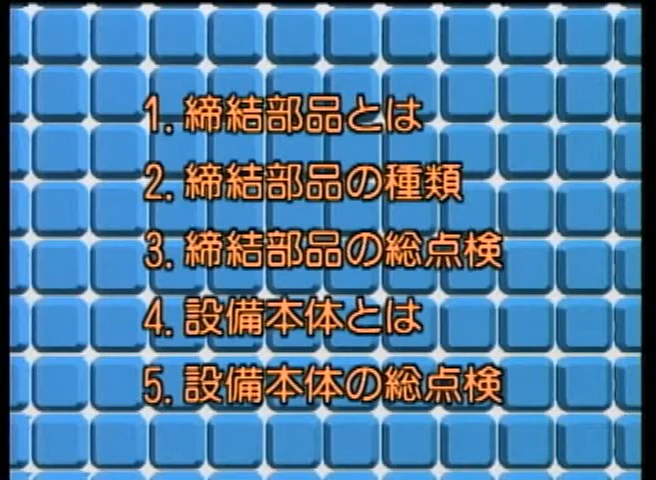 1. 締結部品とは
2. 締結部品の種類
3. 締結部品の総点検
4. 設備本体とは
5. 設備本体の総点検